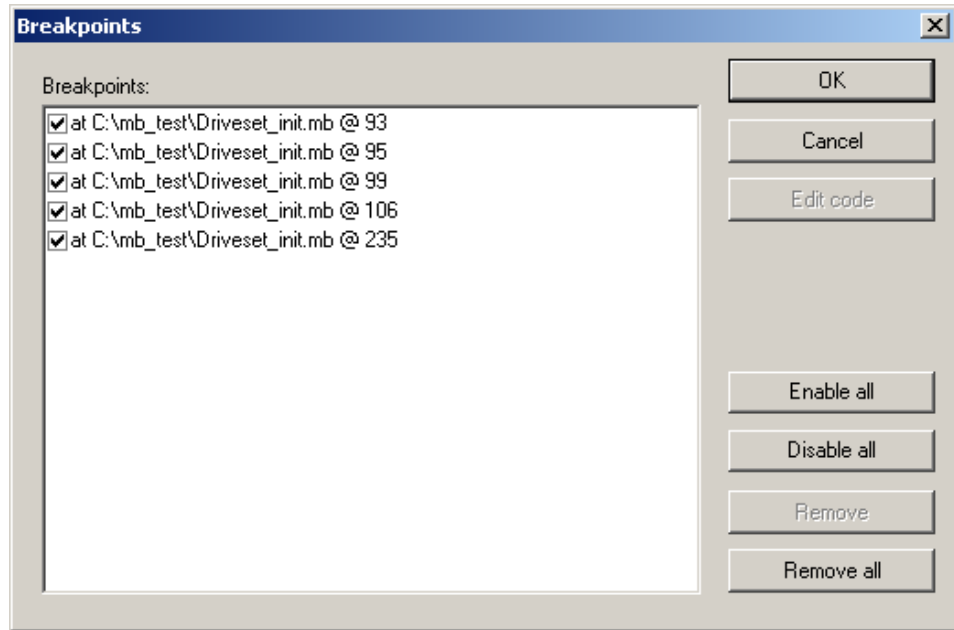 Breakpoints
Breakpoints:
at C:\mb_test\Driveset_init.mb @ 93
at C:\mb_test\Driveset_init.mb @ 95
at C:\mb_test\Driveset_init.mb @ 99
at C:\mb_test\Driveset_init.mb @ 106
at C:\mb_test\Driveset_init.mb @ 235
OK
Cancel
Edit code
Enable all
Disable all
Remove
Remove all